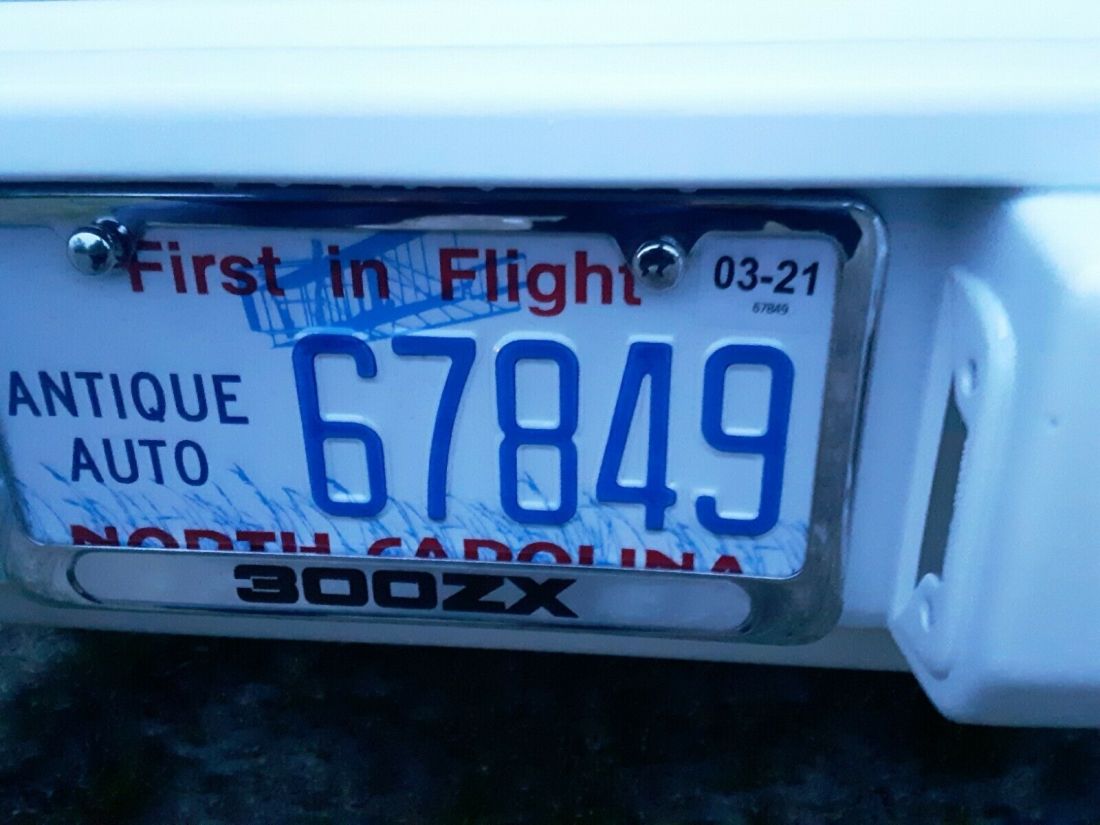 First in Flight
03-21
67849
ANTIQUE
AUTO
67849
NORTH CAROLINA
300ZX